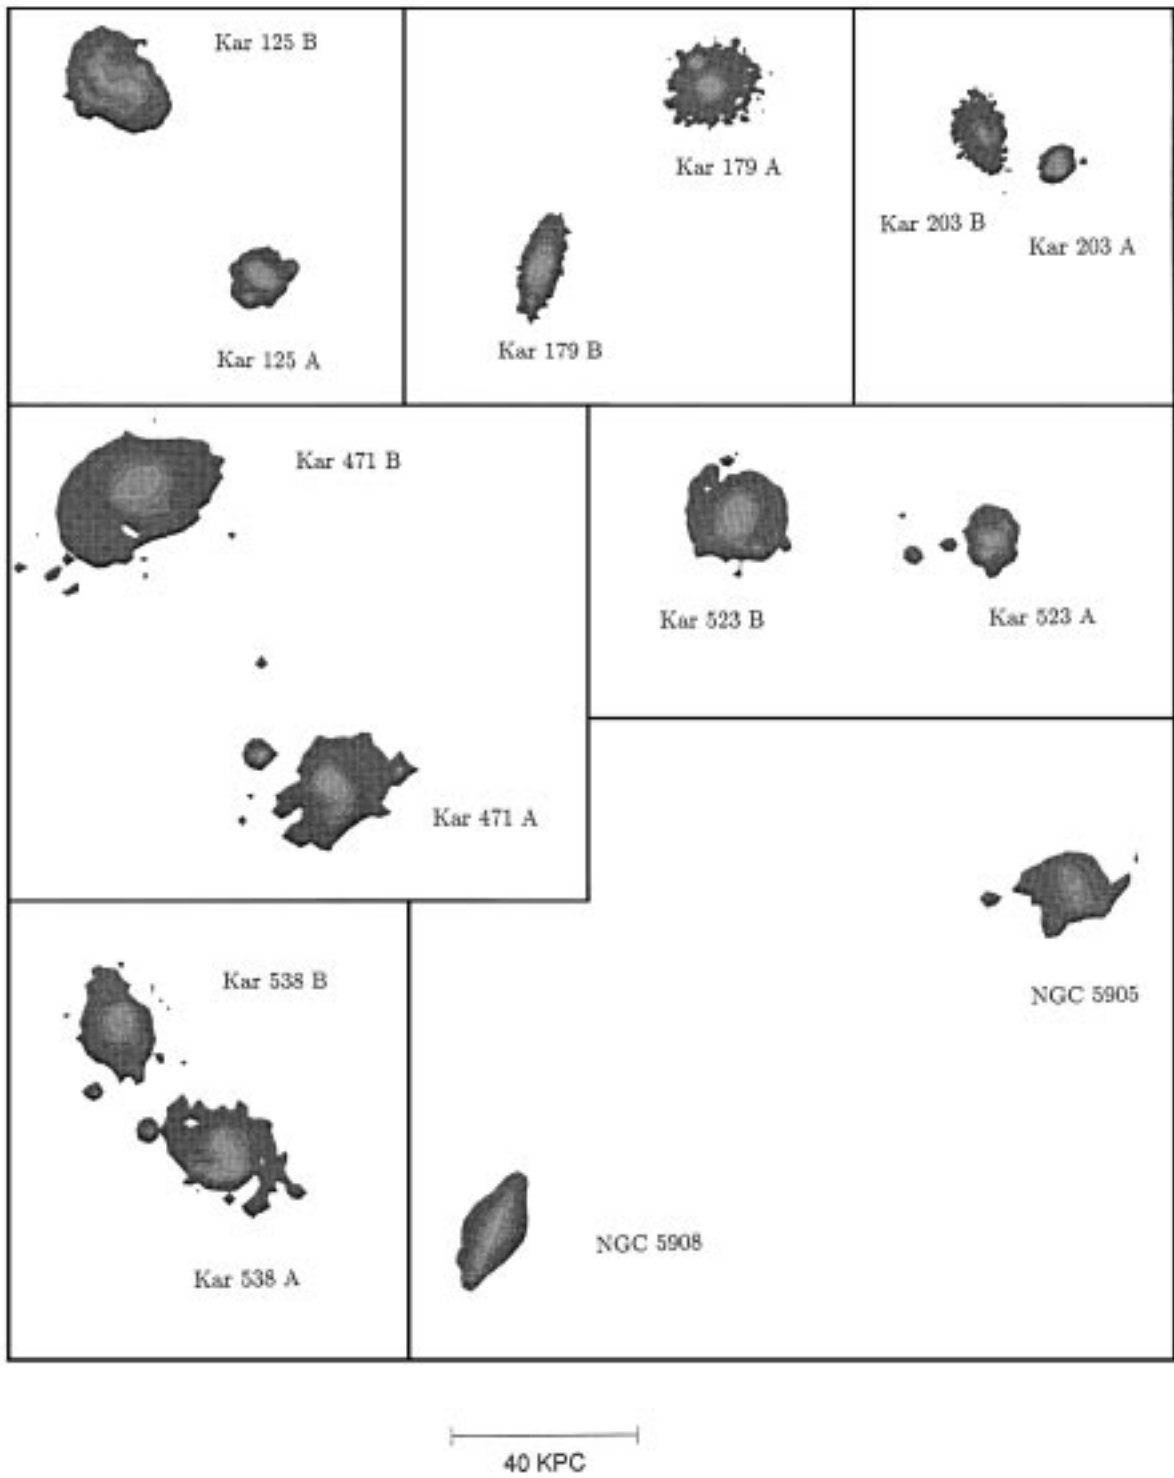 Kar 125 B
Kar 125 A
Kar 179 A
Kar 179 B
Kar 203 B
Kar 203 A
Kar 471 B
Kar 471 A
Kar 523 B
Kar 523 A
Kar 538 B
Kar 538 A
NGC 5905
NGC 5908
40 KPC